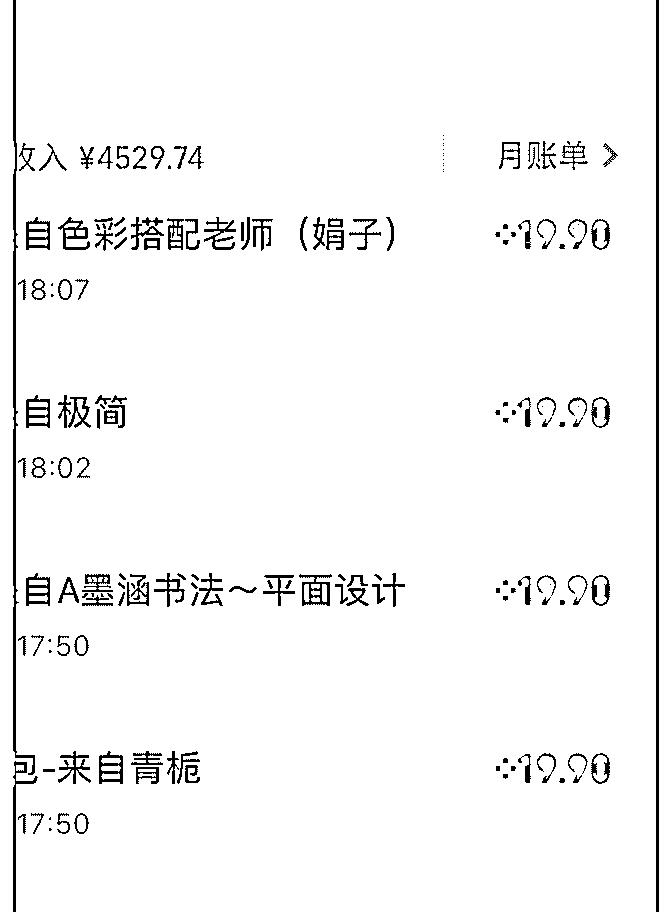 收入 ¥4529.74 月账单 >
自色彩搭配老师（娟子） +19.90
18:07
自极简 +19.90
18:02
自A墨涵书法～平面设计 +19.90
17:50
包-来自青栀 +19.90
17:50